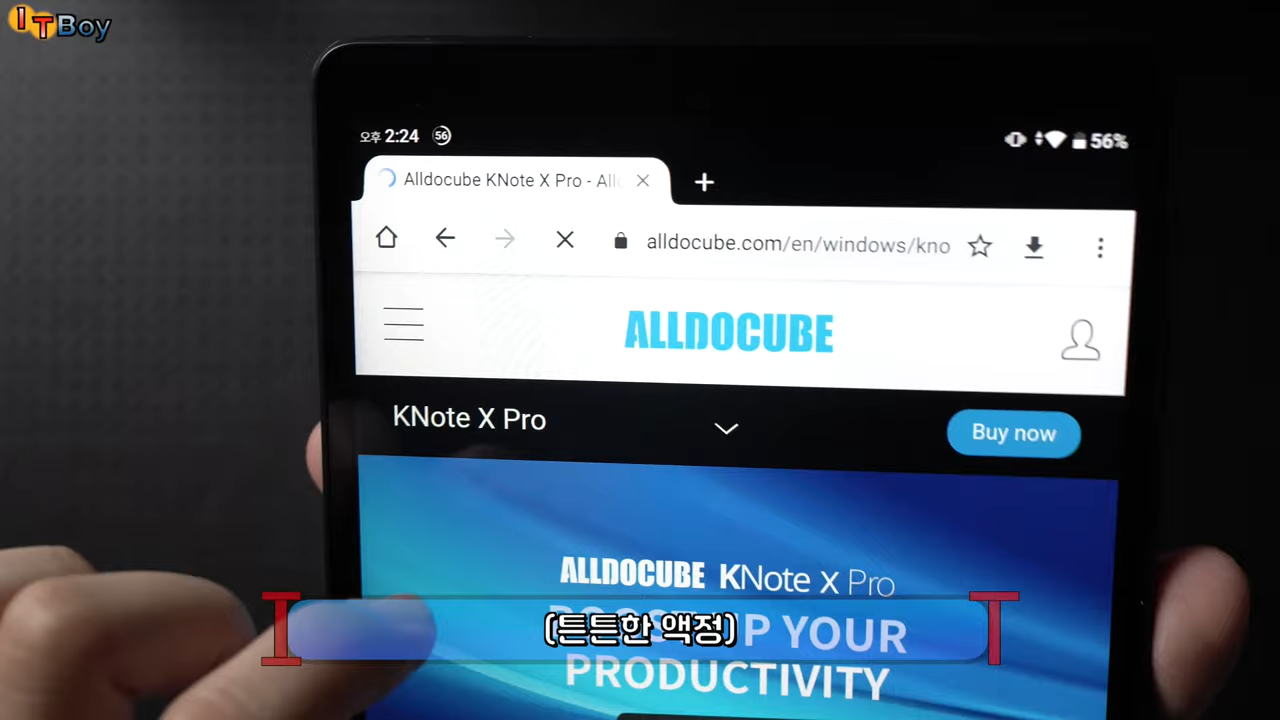 ITBoy
오후 2:24 56
56%
Alldocube KNote X Pro - All
alldocube.com/en/windows/kno
ALLDOCUBE
KNote X Pro
Buy now
ALLDOCUBE KNote X Pro
UP YOUR
(튼튼한 액정)
PRODUCTIVITY